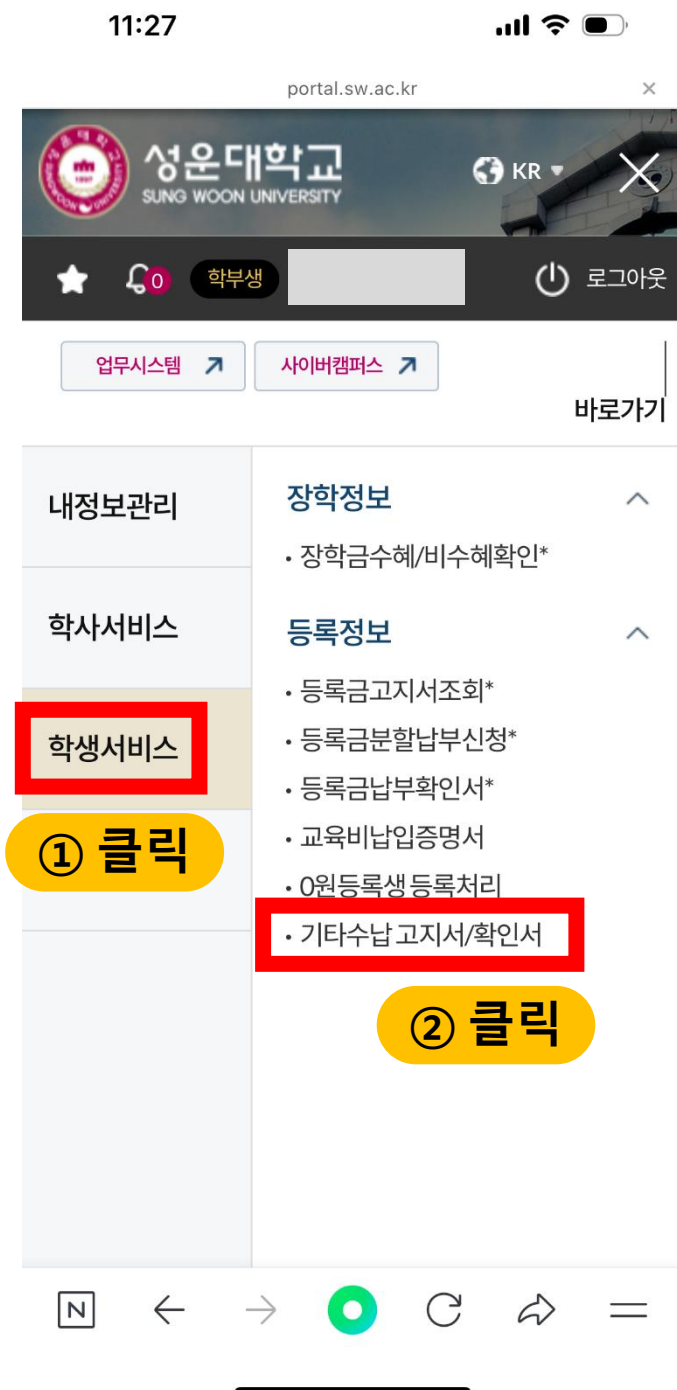 11:27
portal.sw.ac.kr
성운대학교
SUNG WOON UNIVERSITY
KR
0
학부생
로그아웃
업무시스템
사이버캠퍼스
바로가기
내정보관리
학사서비스
학생서비스
① 클릭
장학정보
· 장학금수혜/비수혜확인*
등록정보
· 등록금고지서조회*
· 등록금분할납부신청*
· 등록금납부확인서*
· 교육비납입증명서
· 0원등록생 등록처리
· 기타수납 고지서/확인서
② 클릭
N